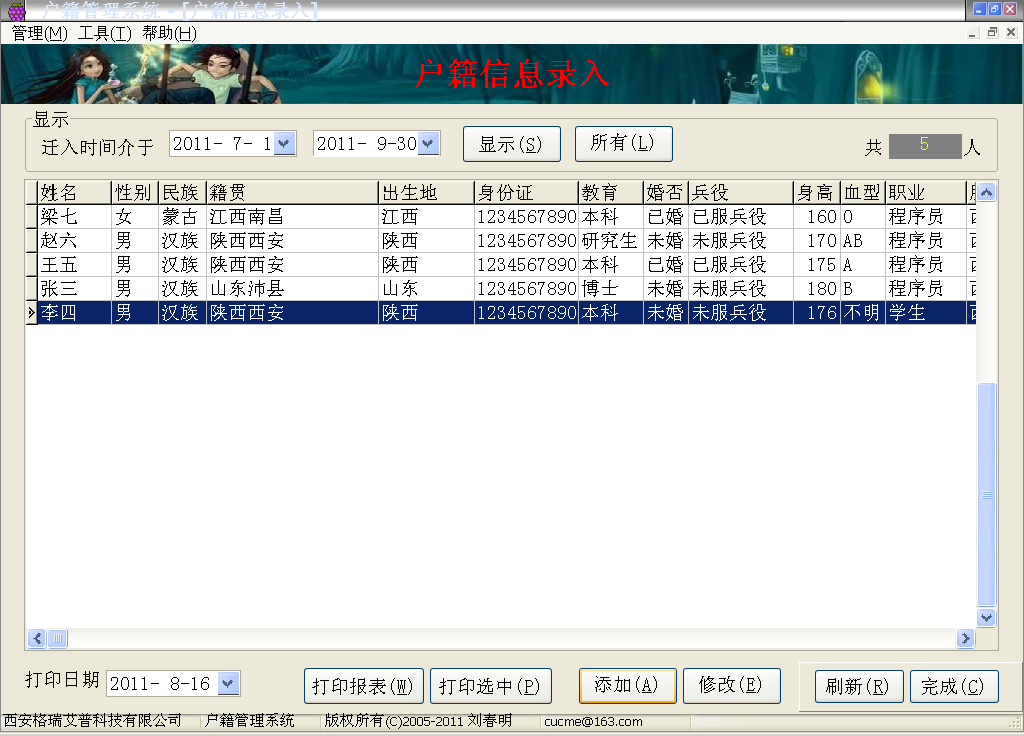 户籍管理系统 - [户籍信息录入]
管理(M) 工具(T) 帮助(H)
户籍信息录入
显示
迁入时间介于 2011- 7- 1 2011- 9-30 显示(S) 所有(L) 共 5 人
姓名 性别 民族 籍贯 出生地 身份证 教育 婚否 兵役 身高 血型 职业
梁七 女 蒙古 江西南昌 江西 1234567890 本科 已婚 已服兵役 160 O 程序员
赵六 男 汉族 陕西西安 陕西 1234567890 研究生 未婚 未服兵役 170 AB 程序员
王五 男 汉族 陕西西安 陕西 1234567890 本科 已婚 已服兵役 175 A 程序员
张三 男 汉族 山东沛县 山东 1234567890 博士 未婚 未服兵役 180 B 程序员
李四 男 汉族 陕西西安 陕西 1234567890 本科 未婚 未服兵役 176 不明 学生
打印日期 2011- 8-16 打印报表(W) 打印选中(P) 添加(A) 修改(E) 刷新(R) 完成(C)
西安格瑞艾普科技有限公司 户籍管理系统 版权所有(C)2005-2011 刘春明 cucme@163.com